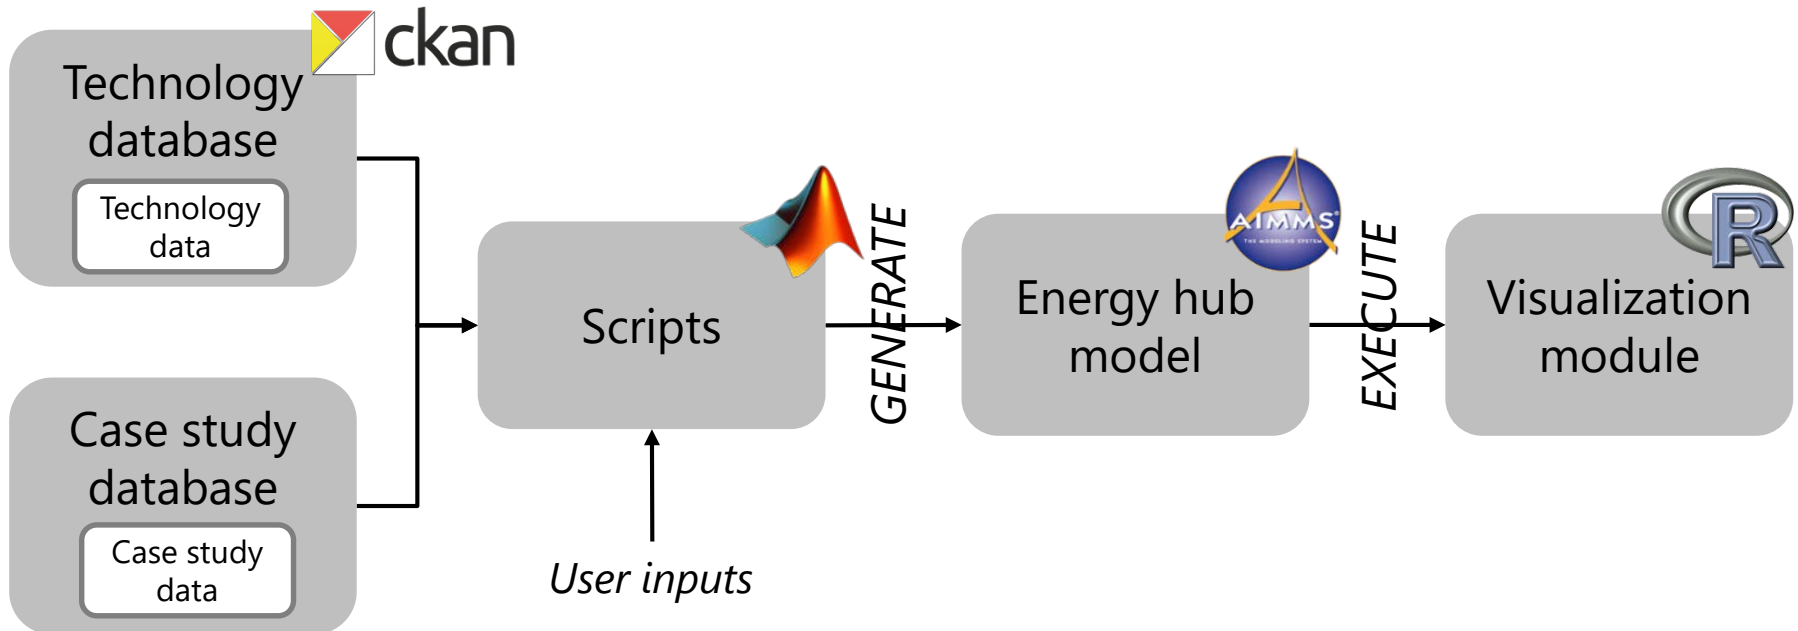 ckan
Technology
database
Technology
data
Case study
database
Case study
data
Scripts
User inputs
GENERATE
AIMMS
THE MODELING SYSTEM
Energy hub
model
EXECUTE
R
Visualization
module